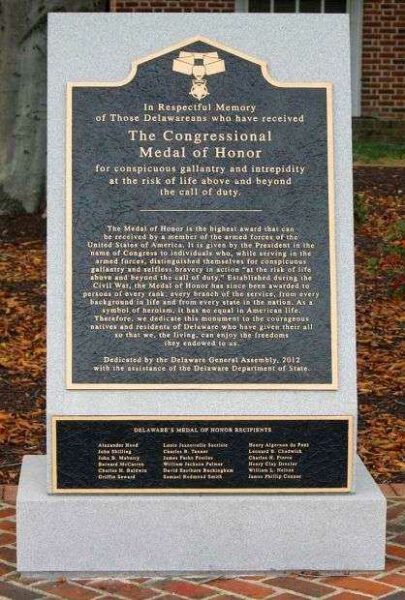 In Respectful Memory
of Those Delawareans who have received
The Congressional
Medal of Honor
for conspicuous gallantry and intrepidity
at the risk of life above and beyond
the call of duty.
The Medal of Honor is the highest award that can
be received by a member of the armed forces of the
United States of America. It is given by the President in the
name of Congress to individuals who, while serving in the
armed forces, distinguished themselves for conspicuous
gallantry and selfless bravery in action "at the risk of life
above and beyond the call of duty." Established during the
Civil War, the Medal of Honor has since been awarded to
persons of every rank, every branch of the service, from every
background in life and from every state in the nation. As a
symbol of heroism, it has no equal in American life.
Therefore, we dedicate this monument to the courageous
natives and residents of Delaware who have given their all
so that we, the living, can enjoy the freedoms
they endowed to us.
Dedicated by the Delaware General Assembly, 2012
with the assistance of the Delaware Department of State.
DELAWARE'S MEDAL OF HONOR RECIPIENTS
Alexander Hand Louis Jeannerette Sacriste Henry Algernon du Pont
John Shilling Charles B. Tanner Leonard B. Chadwick
John B. Maberry James Parke Postles Charles H. Pierce
Bernard McCarren William Jackson Palmer Henry Clay Drexler
Charles H. Baldwin David Earle Buckingham William L. Nelson
Griffin Seward Samuel Rodmond Smith James Phillip Connor